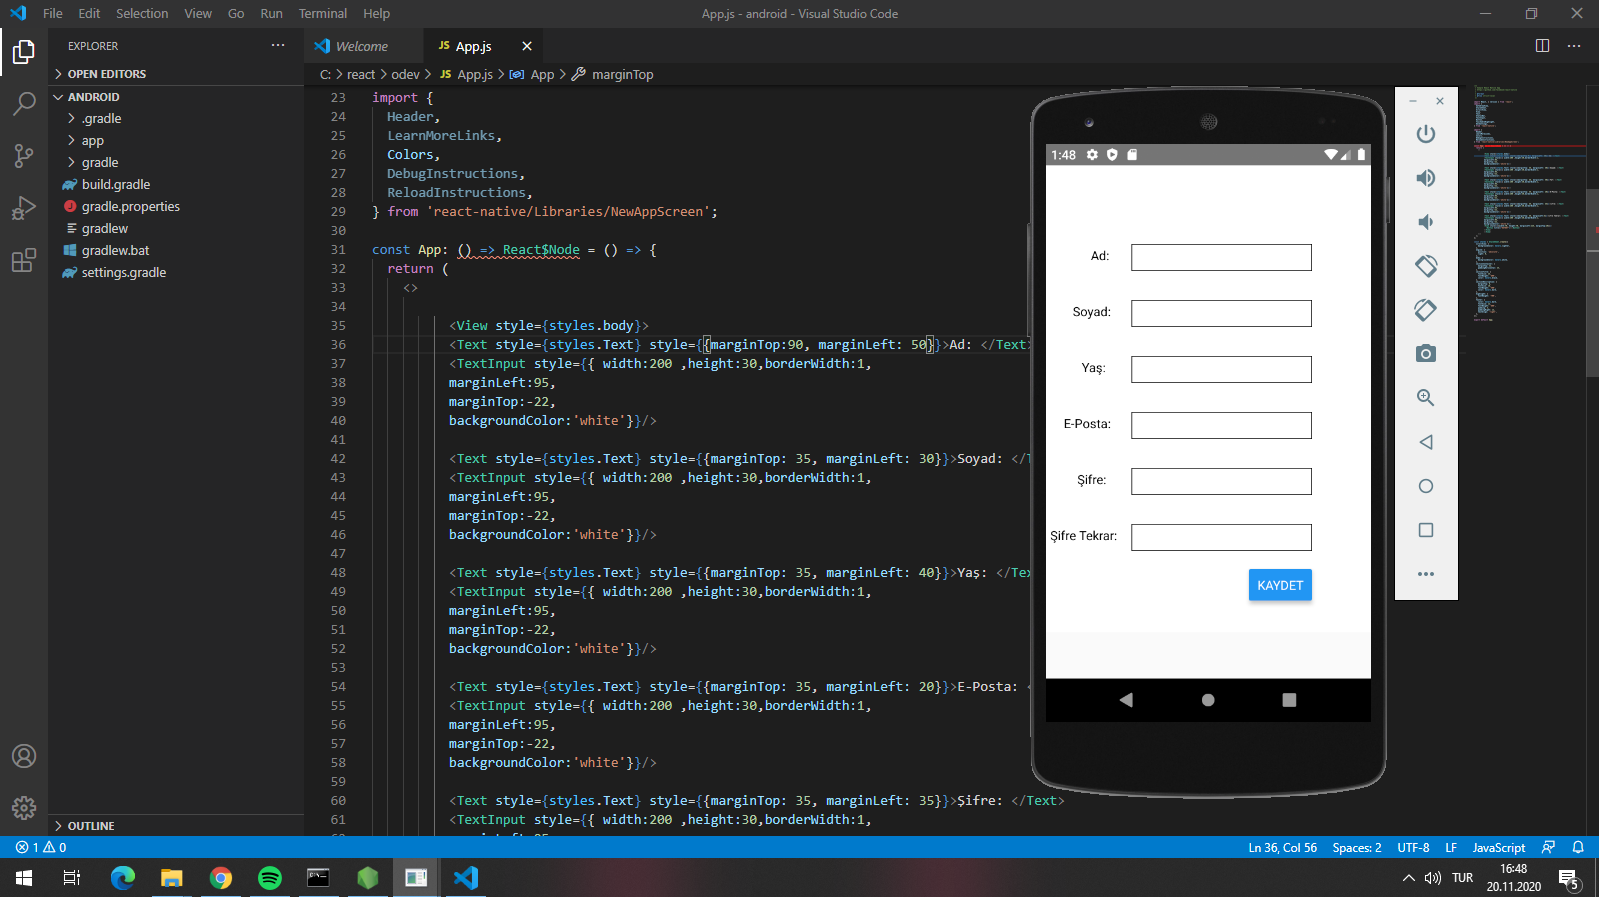 File Edit Selection View Go Run Terminal Help
App.js - android - Visual Studio Code
EXPLORER
OPEN EDITORS
ANDROID
.gradle
app
gradle
build.gradle
gradle.properties
gradlew
gradlew.bat
settings.gradle
OUTLINE
Welcome
JS App.js
C: > react > odev > JS App.js > App > marginTop
23 import {
24 Header,
25 LearnMoreLinks,
26 Colors,
27 DebugInstructions,
28 ReloadInstructions,
29 } from 'react-native/Libraries/NewAppScreen';
30
31 const App: () => React$Node = () => {
32 return (
33 <>
34
35 <View style={styles.body}>
36 <Text style={styles.Text} style={{marginTop:90, marginLeft: 50}}>Ad: </Text>
37 <TextInput style={{ width:200 ,height:30,borderWidth:1,
38 marginLeft:95,
39 marginTop:-22,
40 backgroundColor:'white'}}/>
41
42 <Text style={styles.Text} style={{marginTop: 35, marginLeft: 30}}>Soyad: </T
43 <TextInput style={{ width:200 ,height:30,borderWidth:1,
44 marginLeft:95,
45 marginTop:-22,
46 backgroundColor:'white'}}/>
47
48 <Text style={styles.Text} style={{marginTop: 35, marginLeft: 40}}>Yaş: </Tex
49 <TextInput style={{ width:200 ,height:30,borderWidth:1,
50 marginLeft:95,
51 marginTop:-22,
52 backgroundColor:'white'}}/>
53
54 <Text style={styles.Text} style={{marginTop: 35, marginLeft: 20}}>E-Posta: <
55 <TextInput style={{ width:200 ,height:30,borderWidth:1,
56 marginLeft:95,
57 marginTop:-22,
58 backgroundColor:'white'}}/>
59
60 <Text style={styles.Text} style={{marginTop: 35, marginLeft: 35}}>Şifre: </Text>
61 <TextInput style={{ width:200 ,height:30,borderWidth:1,
1:48
Ad:
Soyad:
Yaş:
E-Posta:
Şifre:
Şifre Tekrar:
KAYDET
1 0
Ln 36, Col 56 Spaces: 2 UTF-8 LF JavaScript
TUR
16:48
20.11.2020
5